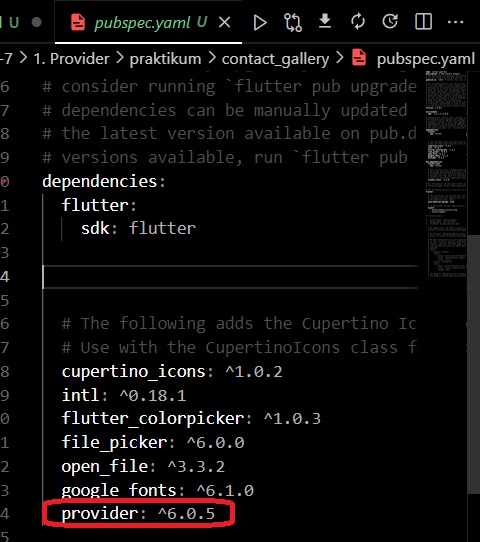 U pubspec.yaml U
-7 > 1. Provider > praktikum > contact_gallery > pubspec.yaml
6 # consider running `flutter pub upgrade
7 # dependencies can be manually updated
8 # the latest version available on pub.d
9 # versions available, run `flutter pub
0 dependencies:
1 flutter:
2 sdk: flutter
3
4
5
6 # The following adds the Cupertino Ic
7 # Use with the CupertinoIcons class f
8 cupertino_icons: ^1.0.2
9 intl: ^0.18.1
0 flutter_colorpicker: ^1.0.3
1 file_picker: ^6.0.0
2 open_file: ^3.3.2
3 google_fonts: ^6.1.0
4 provider: ^6.0.5